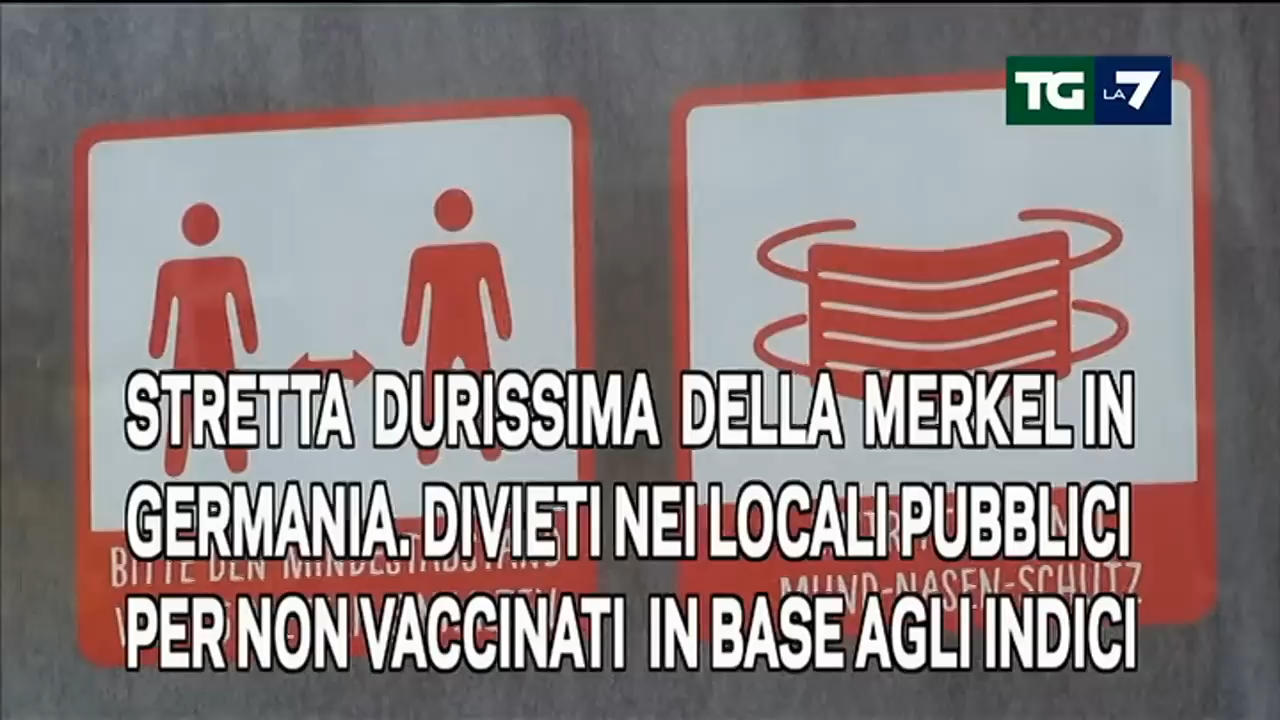 TG LA7
STRETTA DURISSIMA DELLA MERKEL IN
GERMANIA. DIVIETI NEI LOCALI PUBBLICI
PER NON VACCINATI IN BASE AGLI INDICI
BITTE DEN MINDESTABSTAND
MUND-NASEN-SCHUTZ